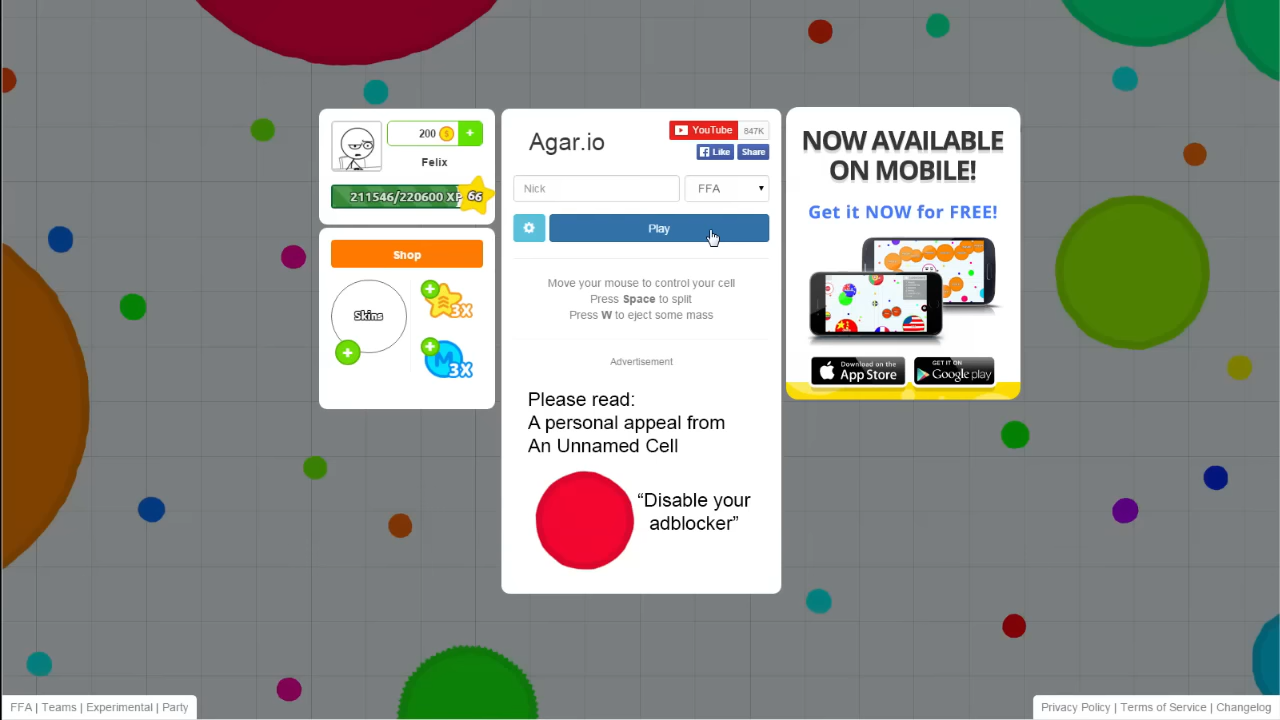 200
+
Felix
211546/220600 XP
66
Shop
Skins
3X
M
3X
Agar.io
YouTube
847K
Like
Share
Nick
FFA
Play
Move your mouse to control your cell
Press Space to split
Press W to eject some mass
Advertisement
Please read:
A personal appeal from
An Unnamed Cell
“Disable your
adblocker”
NOW AVAILABLE
ON MOBILE!
Get it NOW for FREE!
Download on the
App Store
GET IT ON
Google play
FFA | Teams | Experimental | Party
Privacy Policy | Terms of Service | Changelog